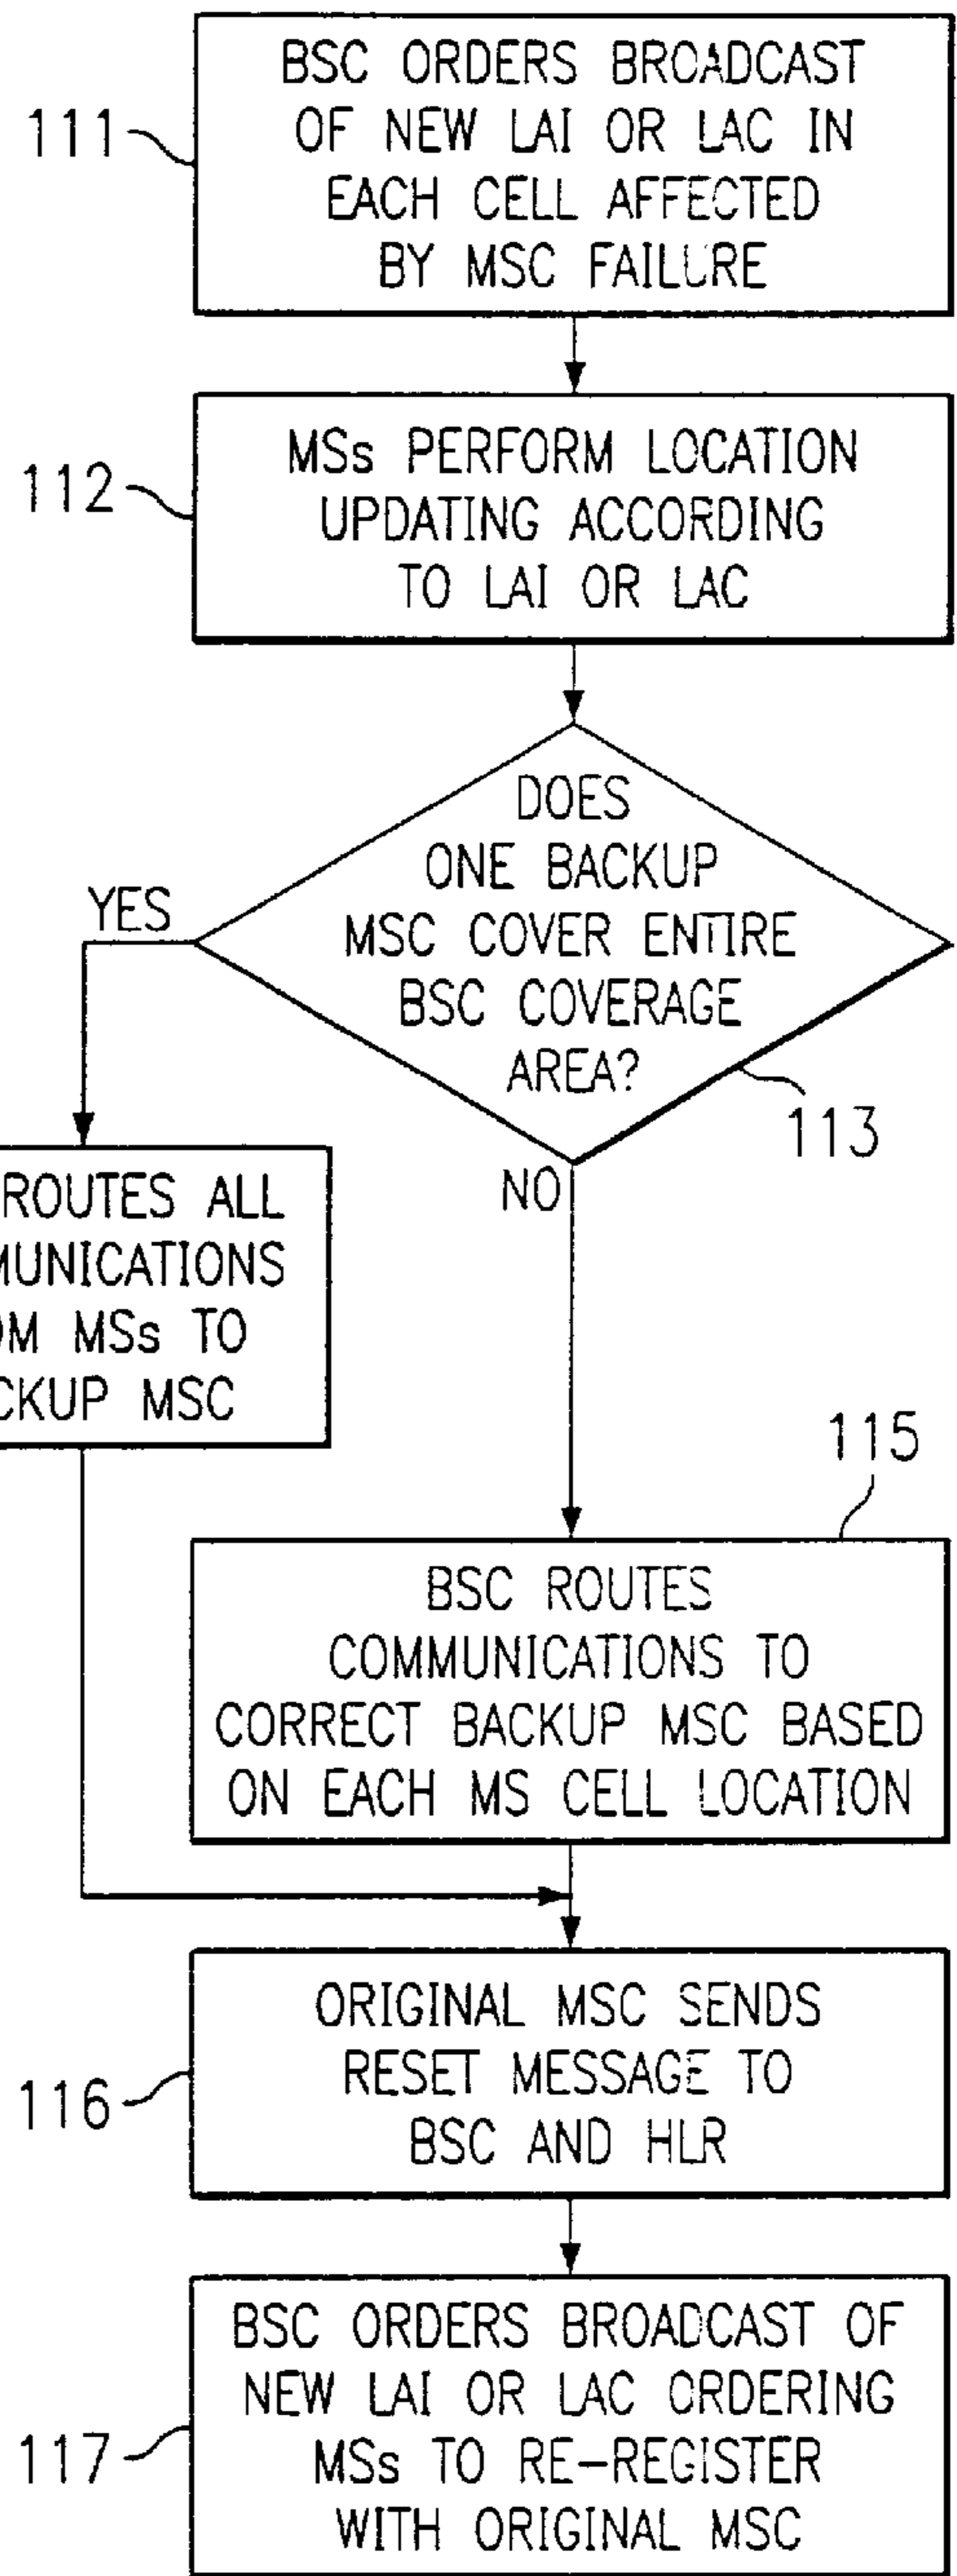 BSC ORDERS BROADCAST
OF NEW LAI OR LAC IN
EACH CELL AFFECTED
BY MSC FAILURE
111
MSs PERFORM LOCATION
UPDATING ACCORDING
TO LAI OR LAC
112
DOES
ONE BACKUP
MSC COVER ENTIRE
BSC COVERAGE
AREA?
YES
113
NO
ROUTES ALL
MUNICATIONS
OM MSs TO
CKUP MSC
115
BSC ROUTES
COMMUNICATIONS TO
CORRECT BACKUP MSC BASED
ON EACH MS CELL LOCATION
ORIGINAL MSC SENDS
RESET MESSAGE TO
BSC AND HLR
116
BSC ORDERS BROADCAST OF
NEW LAI OR LAC ORDERING
MSs TO RE-REGISTER
WITH ORIGINAL MSC
117